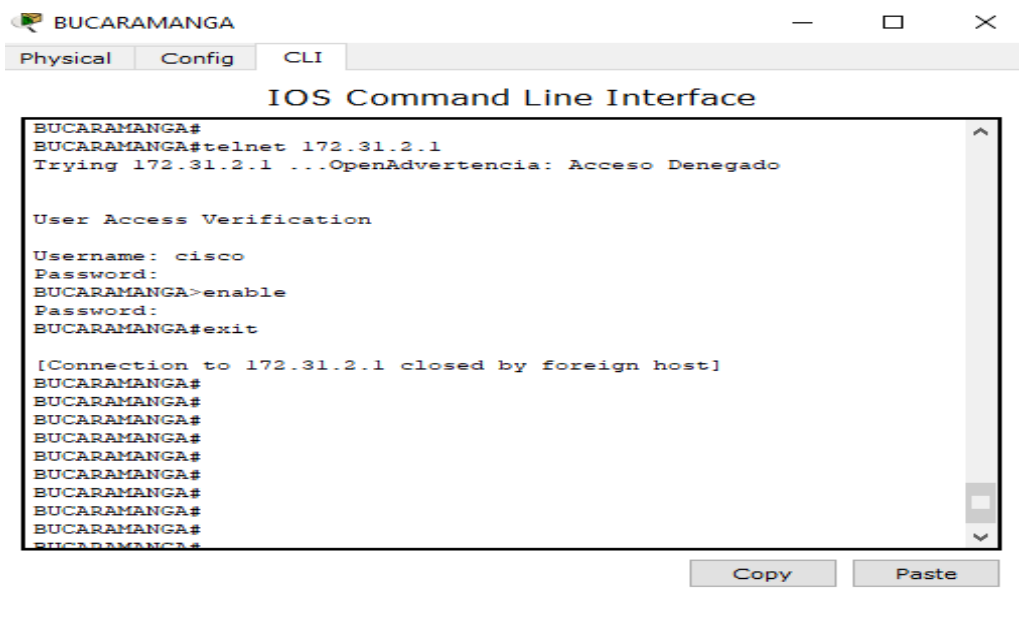 BUCARAMANGA
Physical Config CLI
IOS Command Line Interface
BUCARAMANGA#
BUCARAMANGA#telnet 172.31.2.1
Trying 172.31.2.1 ...OpenAdvertencia: Acceso Denegado
User Access Verification
Username: cisco
Password:
BUCARAMANGA>enable
Password:
BUCARAMANGA#exit
[Connection to 172.31.2.1 closed by foreign host]
BUCARAMANGA#
BUCARAMANGA#
BUCARAMANGA#
BUCARAMANGA#
BUCARAMANGA#
BUCARAMANGA#
BUCARAMANGA#
BUCARAMANGA#
BUCARAMANGA#
BUCARAMANGA#
Copy Paste